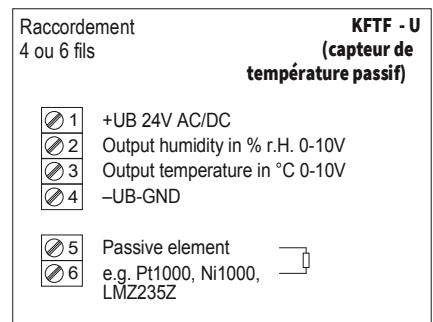 Raccordement
4 ou 6 fils
KFTF - U
(capteur de
température passif)
1 +UB 24V AC/DC
2 Output humidity in % r.H. 0-10V
3 Output temperature in °C 0-10V
4 –UB-GND
5 Passive element
6 e.g. Pt1000, Ni1000,
LMZ235Z